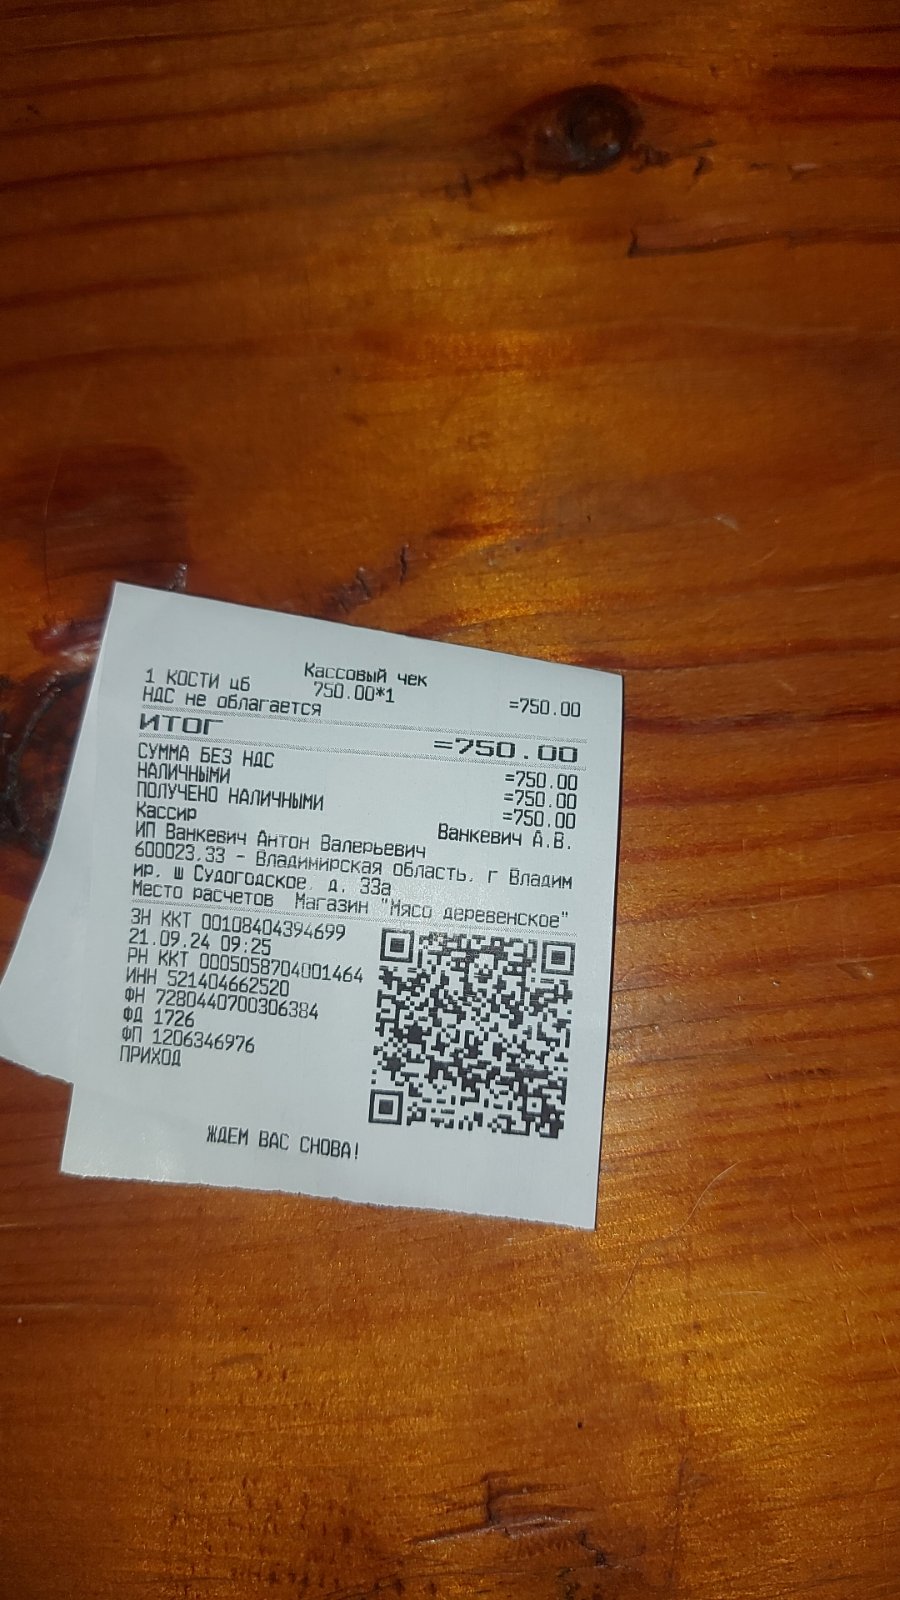 Кассовый чек
1 КОСТИ цб 750.00*1 =750.00
НДС не облагается
ИТОГ =750.00
СУММА БЕЗ НДС =750.00
НАЛИЧНЫМИ =750.00
ПОЛУЧЕНО НАЛИЧНЫМИ =750.00
Кассир Ванкевич А.В.
ИП Ванкевич Антон Валерьевич
600023,33 - Владимирская область, г Владим
ир, ш Судогодское, д. 33а
Место расчетов Магазин "Мясо деревенское"
ЗН ККТ 00108404394699
21.09.24 09:25
РН ККТ 0005058704001464
ИНН 521404662520
ФН 7280440700306384
ФД 1726
ФП 1206346976
ПРИХОД
ЖДЕМ ВАС СНОВА!